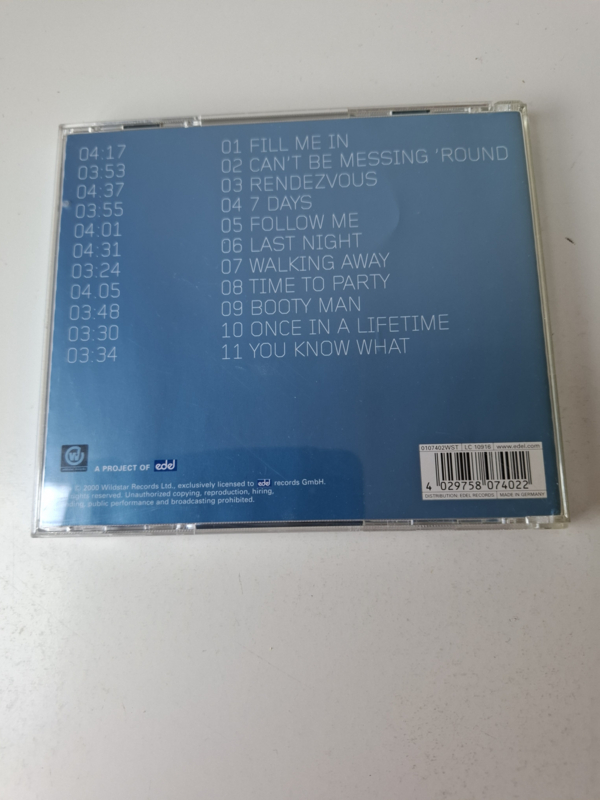 04:17 01 FILL ME IN
03:53 02 CAN'T BE MESSING 'ROUND
04:37 03 RENDEZVOUS
03:55 04 7 DAYS
04:01 05 FOLLOW ME
04:31 06 LAST NIGHT
03:24 07 WALKING AWAY
04.05 08 TIME TO PARTY
03:48 09 BOOTY MAN
03:30 10 ONCE IN A LIFETIME
03:34 11 YOU KNOW WHAT
A PROJECT OF edel
© 2000 Wildstar Records Ltd., exclusively licensed to edel records GmbH.
rights reserved. Unauthorized copying, reproduction, hiring,
public performance and broadcasting prohibited.
0107402WST LC 10916 www.edel.com
4 029758 074022
DISTRIBUTION: EDEL RECORDS MADE IN GERMANY